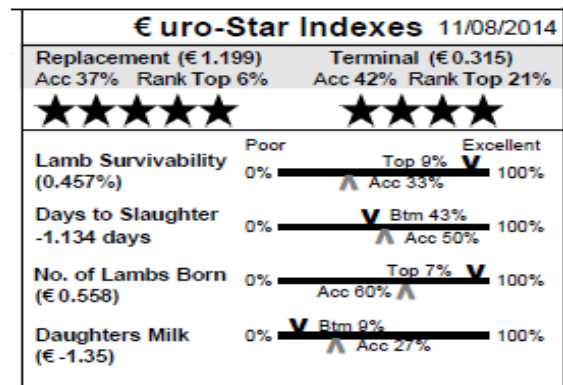 € uro-Star Indexes 11/08/2014
Replacement (€1.199) Terminal (€0.315)
Acc 37% Rank Top 6% Acc 42% Rank Top 21%
Poor Excellent
Lamb Survivability
(0.457%)
0% Top 9% V 100%
Λ Acc 33%
Days to Slaughter
-1.134 days
0% V Btm 43% 100%
Λ Acc 50%
No. of Lambs Born
(€0.558)
0% Top 7% V 100%
Acc 60% Λ
Daughters Milk
(€ -1.35)
0% V Btm 9% 100%
Λ Acc 27%